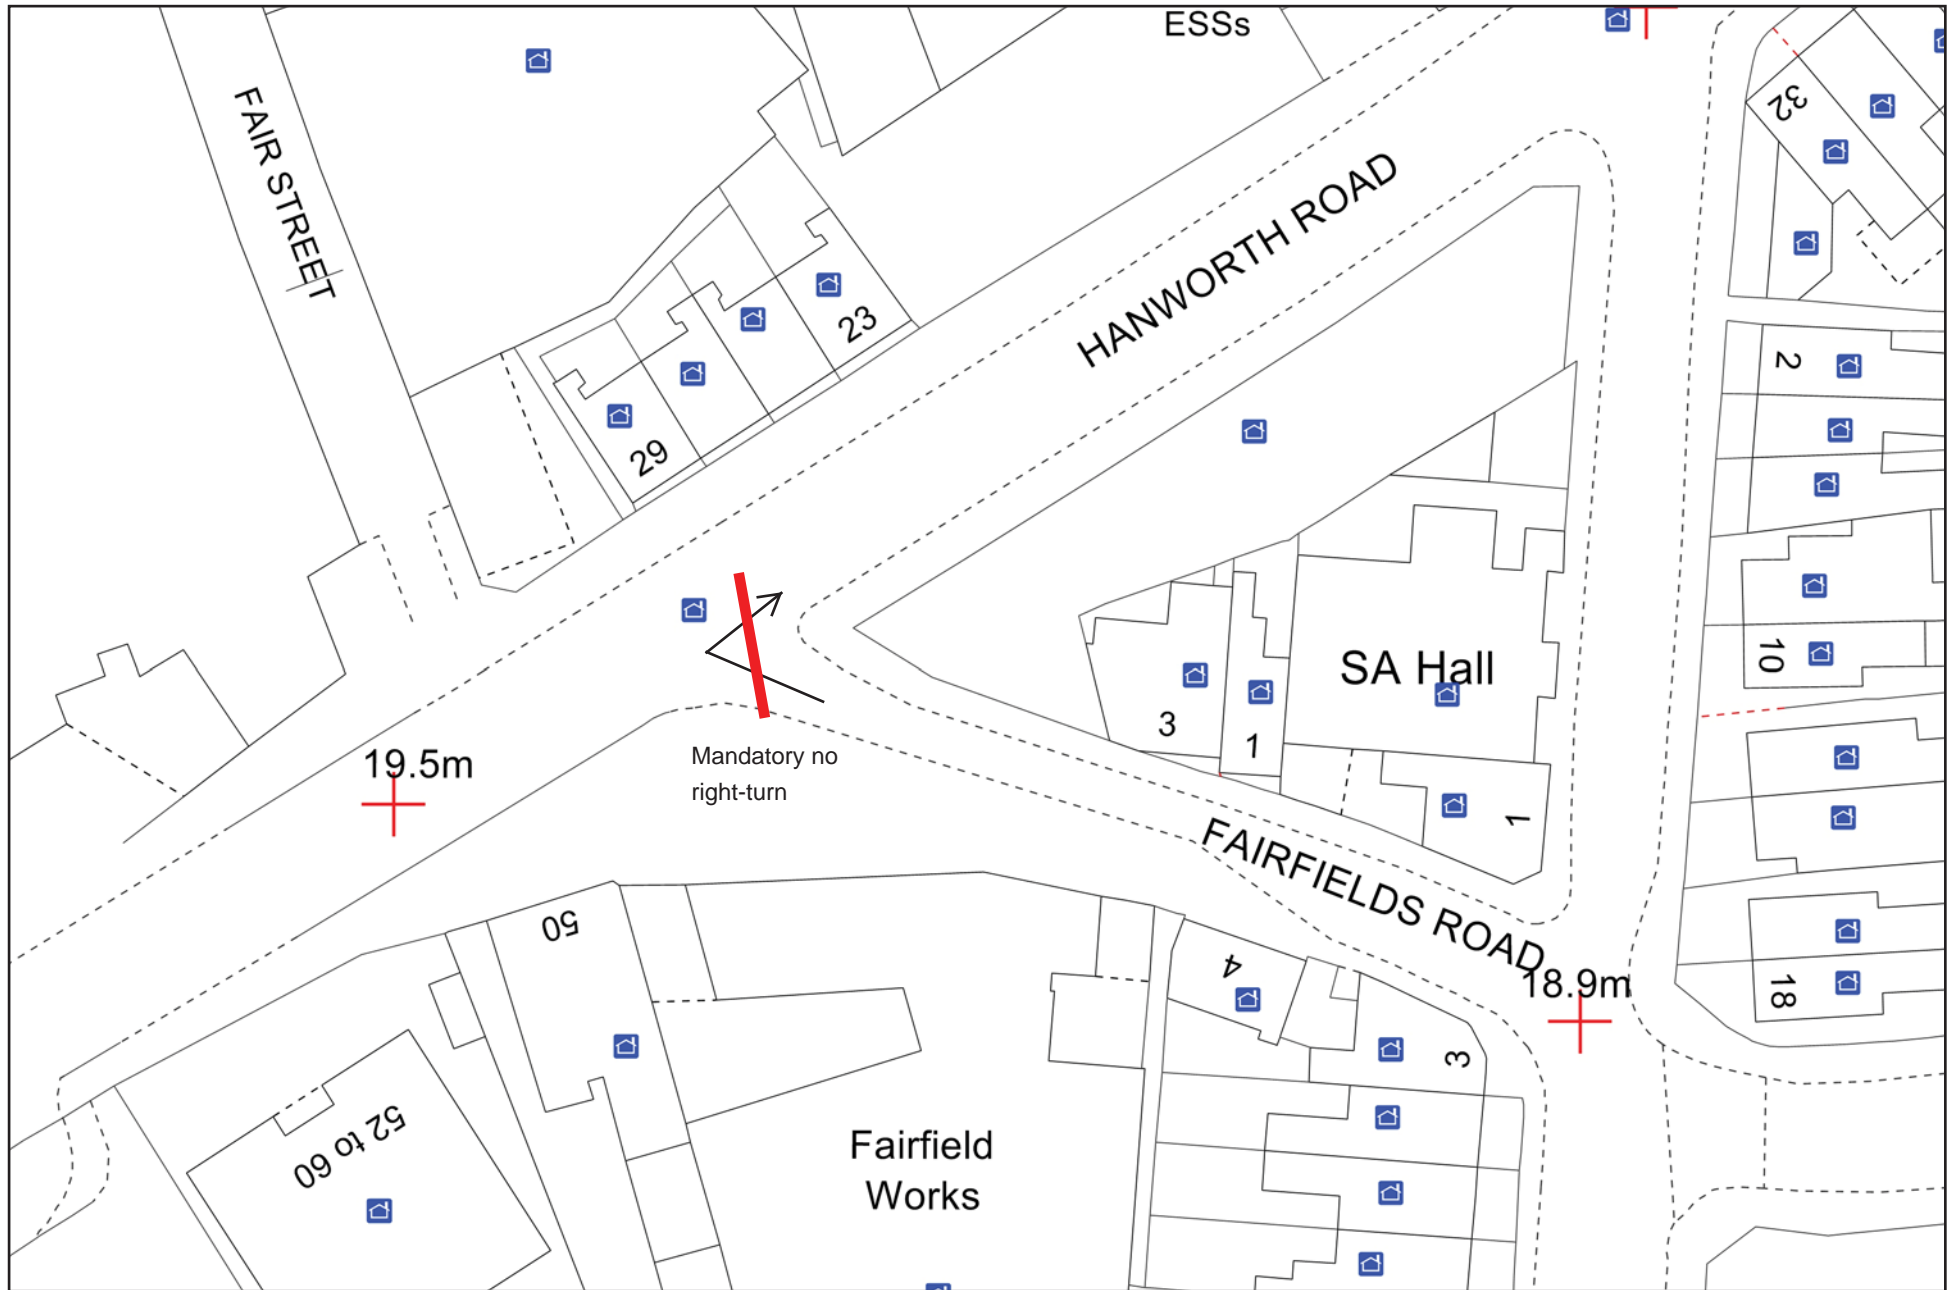 ESSs
FAIR STREET
32
HANWORTH ROAD
23
29
2
SA Hall
10
3
1
19.5m
Mandatory no
right-turn
1
FAIRFIELDS ROAD
50
4
18.9m
18
3
52 to 60
Fairfield
Works